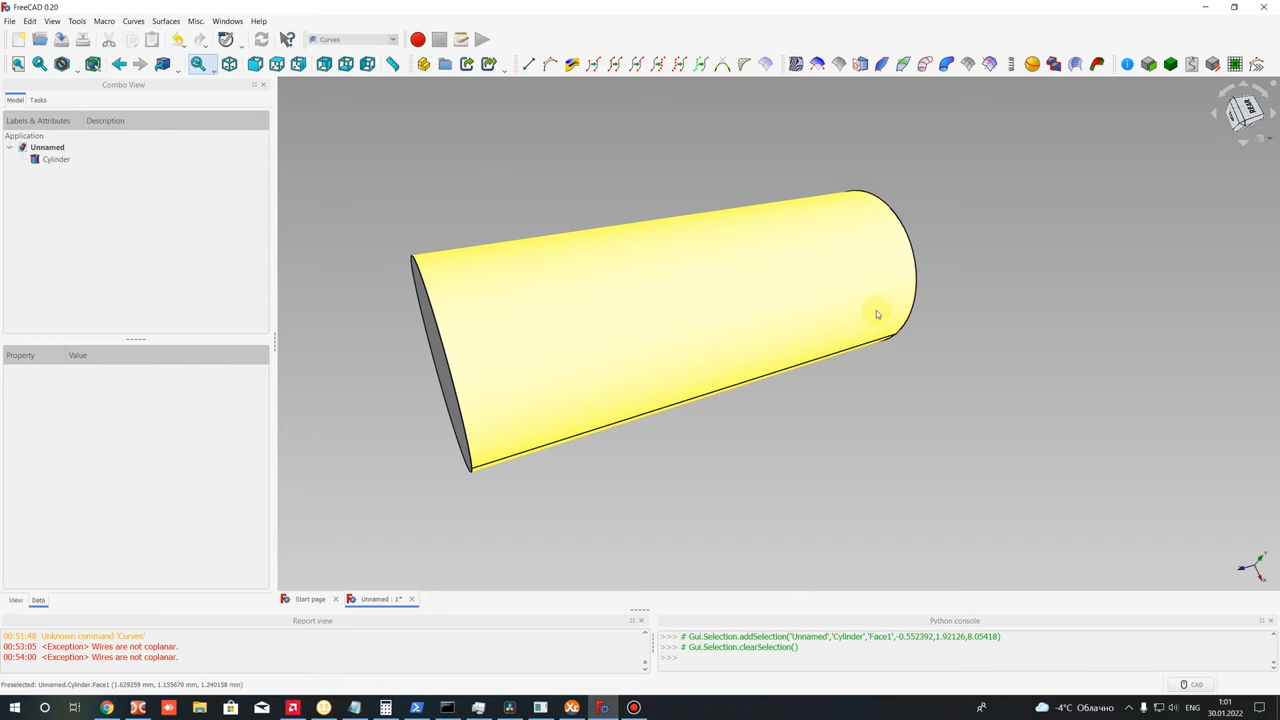 FreeCAD 0.20
File Edit View Tools Macro Curves Surfaces Misc. Windows Help
Curves
Combo View
Model Tasks
Labels & Attributes Description
Application
Unnamed
Cylinder
REAR
Property Value
View Data
Start page Unnamed : 1*
Report view
00:51:48 Unknown command 'Curves'
00:53:05 <Exception> Wires are not coplanar.
00:54:00 <Exception> Wires are not coplanar.
Python console
>>> # Gui.Selection.addSelection('Unnamed','Cylinder','Face1',-0.552392,1.92126,8.05418)
>>> # Gui.Selection.clearSelection()
>>>
Preselected: Unnamed.Cylinder.Face1 (1.629259 mm, 1.155670 mm, 1.240158 mm)
CAD
-4°C Облачно
ENG
1:01
30.01.2022